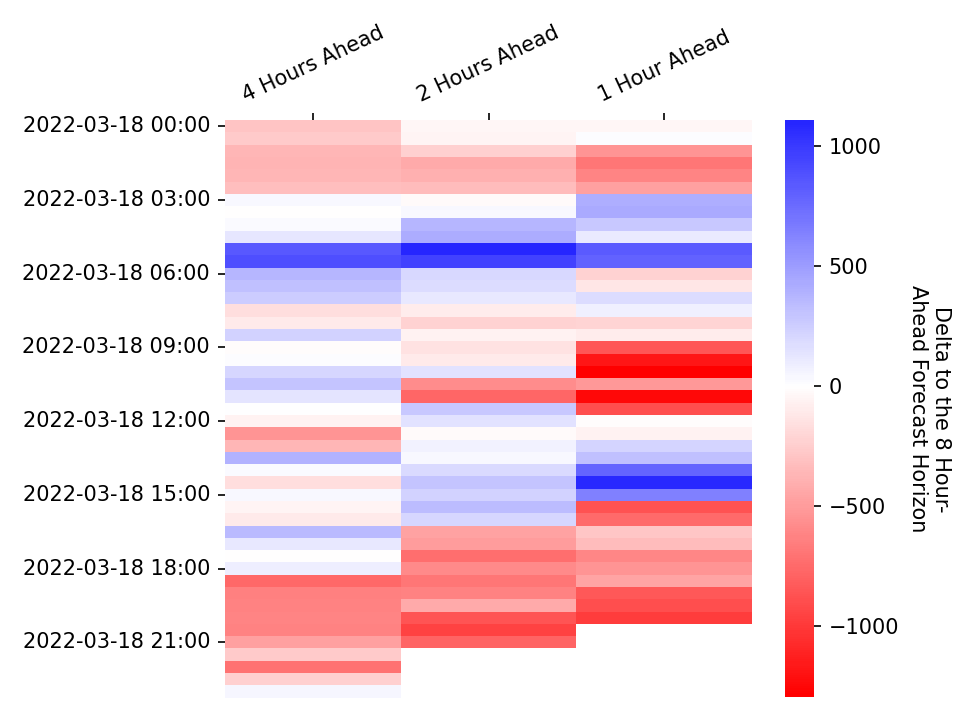 4 Hours Ahead
2 Hours Ahead
1 Hour Ahead
2022-03-18 00:00
2022-03-18 03:00
2022-03-18 06:00
2022-03-18 09:00
2022-03-18 12:00
2022-03-18 15:00
2022-03-18 18:00
2022-03-18 21:00
1000
500
0
−500
−1000
Delta to the 8 Hour-
Ahead Forecast Horizon